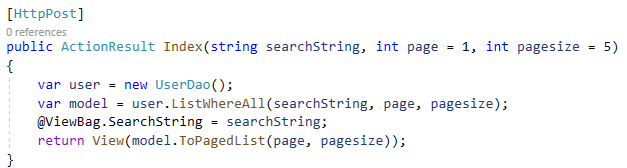 [HttpPost]
0 references
public ActionResult Index(string searchString, int page = 1, int pagesize = 5)
{
var user = new UserDao();
var model = user.ListWhereAll(searchString, page, pagesize);
@ViewBag.SearchString = searchString;
return View(model.ToPagedList(page, pagesize));
}